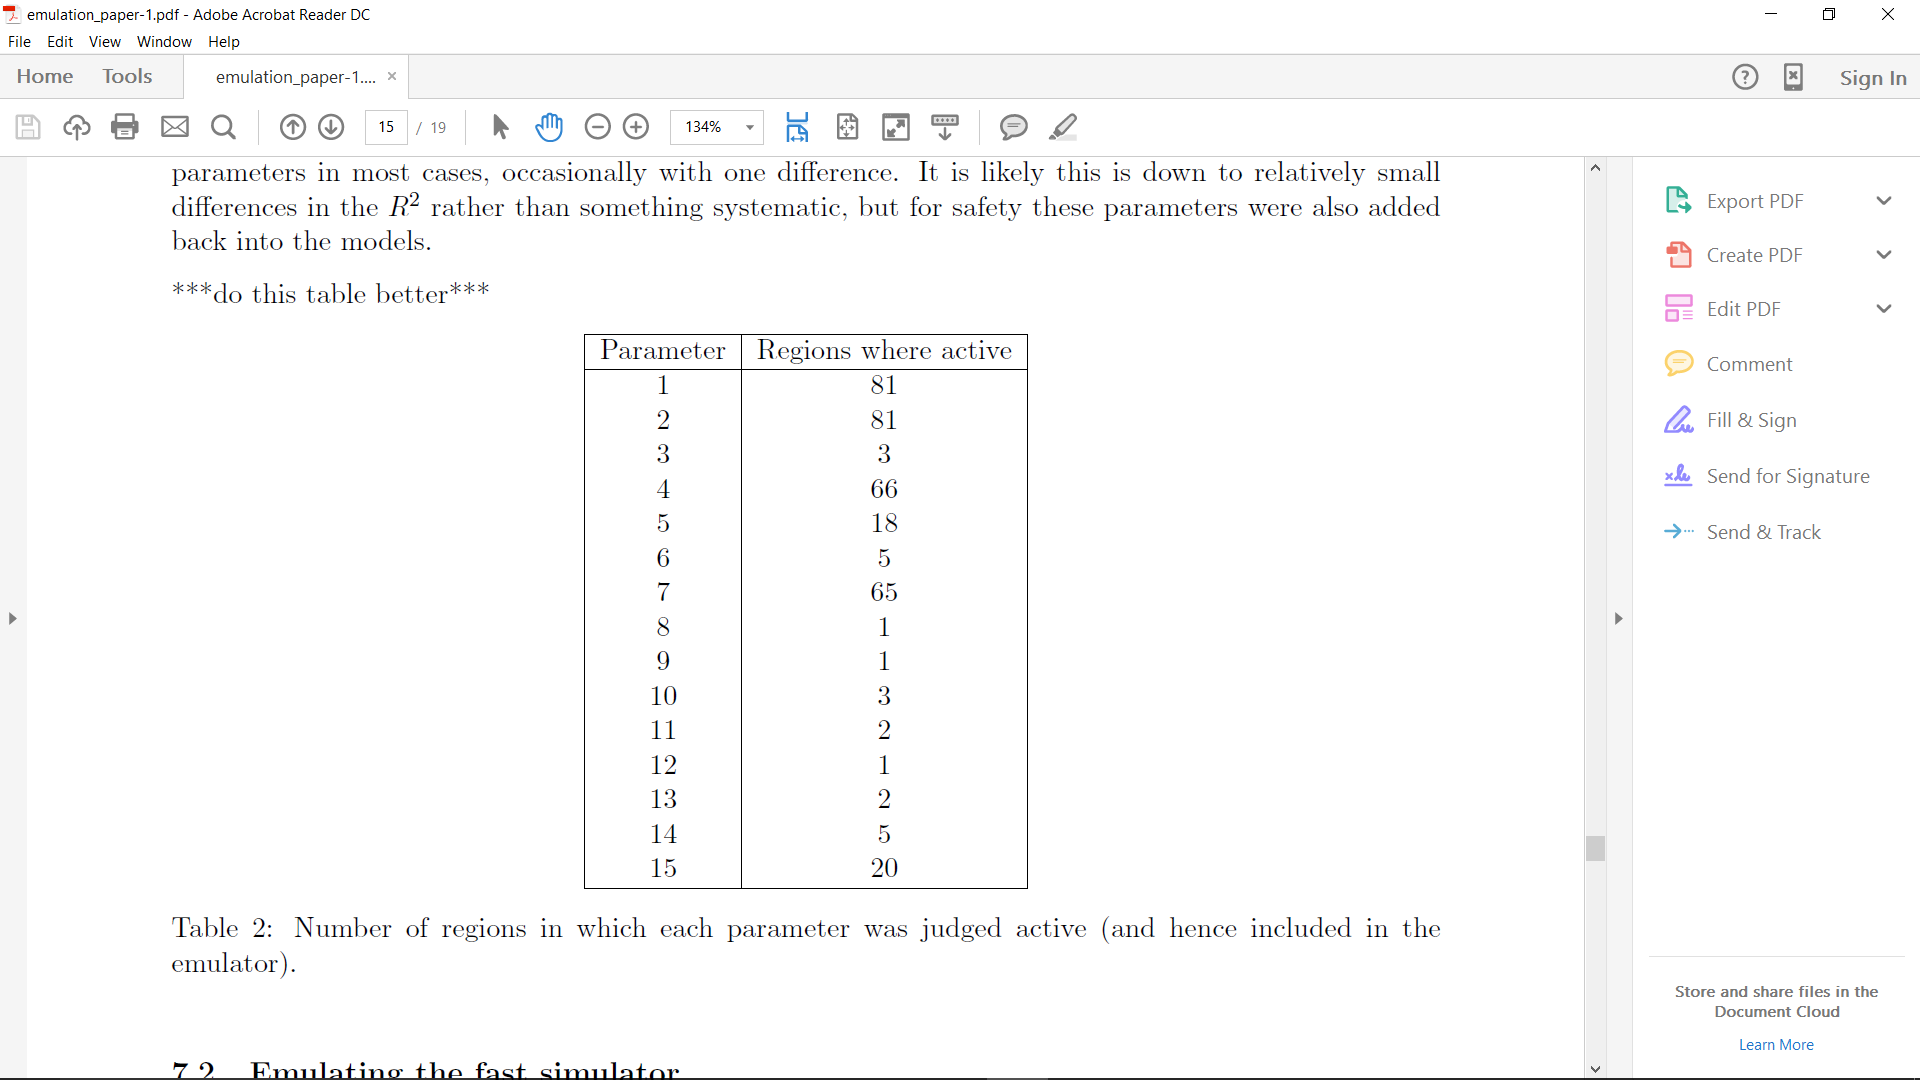 emulation_paper-1.pdf - Adobe Acrobat Reader DC
File Edit View Window Help
Home Tools emulation_paper-1.... × Sign In
15 / 19 134%
parameters in most cases, occasionally with one difference. It is likely this is down to relatively small
differences in the R² rather than something systematic, but for safety these parameters were also added
back into the models.
***do this table better***
Parameter Regions where active
1 81
2 81
3 3
4 66
5 18
6 5
7 65
8 1
9 1
10 3
11 2
12 1
13 2
14 5
15 20
Table 2: Number of regions in which each parameter was judged active (and hence included in the
emulator).
7.2 Emulating the fast simulator
Export PDF
Create PDF
Edit PDF
Comment
Fill & Sign
Send for Signature
Send & Track
Store and share files in the
Document Cloud
Learn More